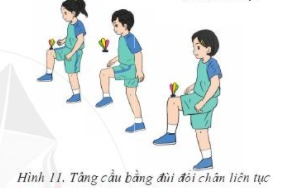 Hình 11. Tâng cầu bằng đùi đổi chân liên tục